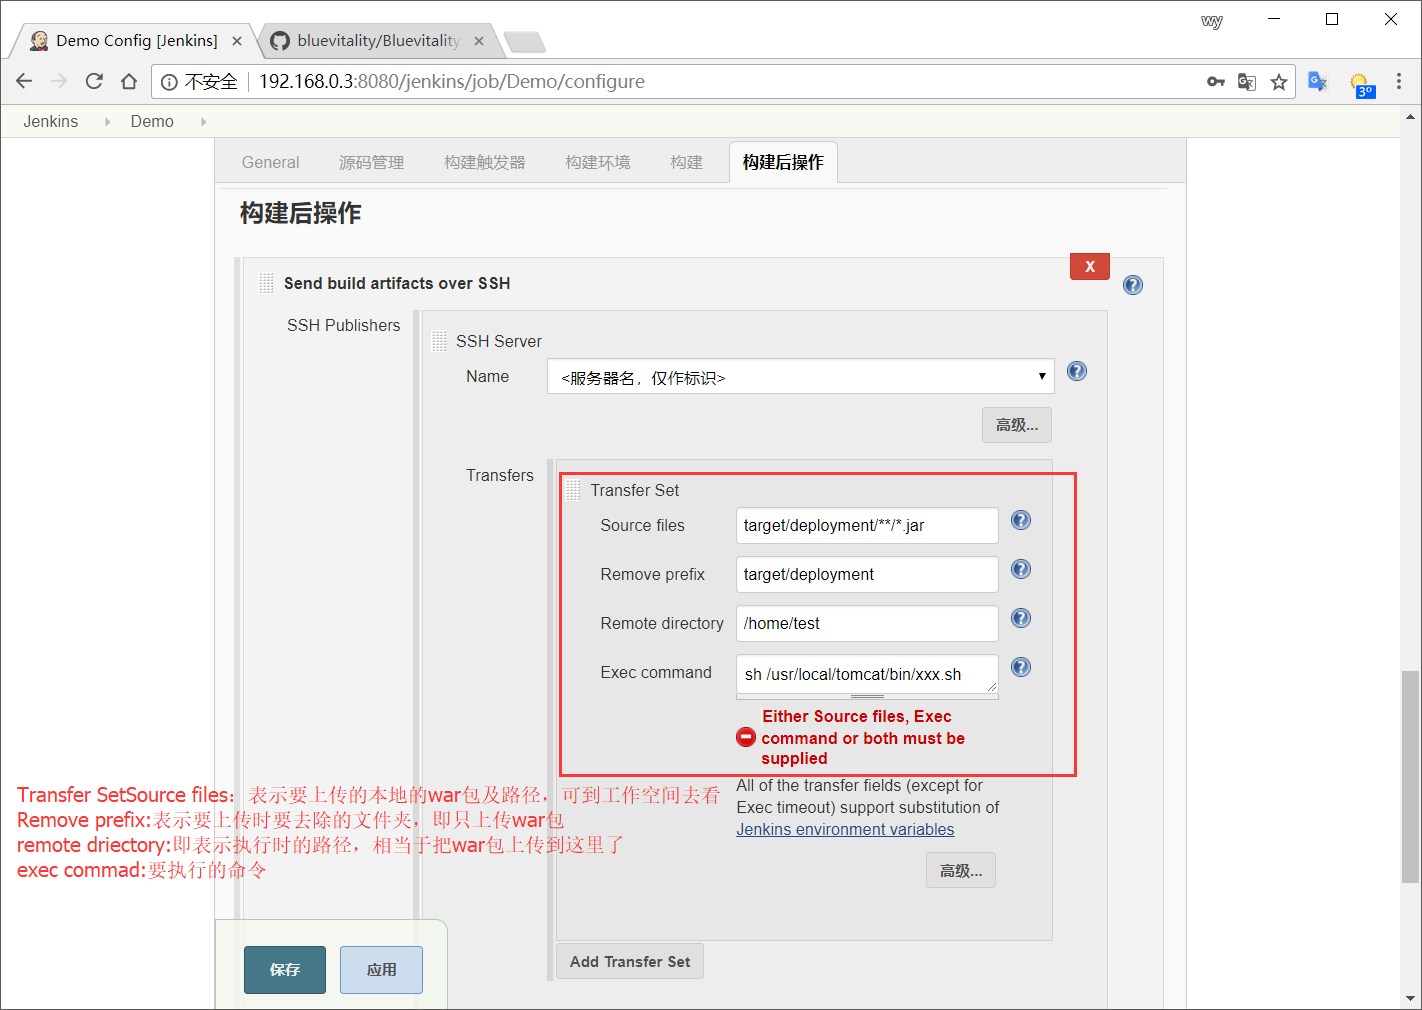 wy
Demo Config [Jenkins]
bluevitality/Bluevitality
不安全
192.168.0.3:8080/jenkins/job/Demo/configure
3º
Jenkins
Demo
General
源码管理
构建触发器
构建环境
构建
构建后操作
构建后操作
X
Send build artifacts over SSH
SSH Publishers
SSH Server
Name
<服务器名，仅作标识>
高级...
Transfers
Transfer Set
Source files
target/deployment/**/*.jar
Remove prefix
target/deployment
Remote directory
/home/test
Exec command
sh /usr/local/tomcat/bin/xxx.sh
Either Source files, Exec
command or both must be
supplied
All of the transfer fields (except for
Exec timeout) support substitution of
Jenkins environment variables
Transfer SetSource files：表示要上传的本地的war包及路径，可到工作空间去看
Remove prefix:表示要上传时要去除的文件夹，即只上传war包
remote driectory:即表示执行时的路径，相当于把war包上传到这里了
exec commad:要执行的命令
高级...
Add Transfer Set
保存
应用